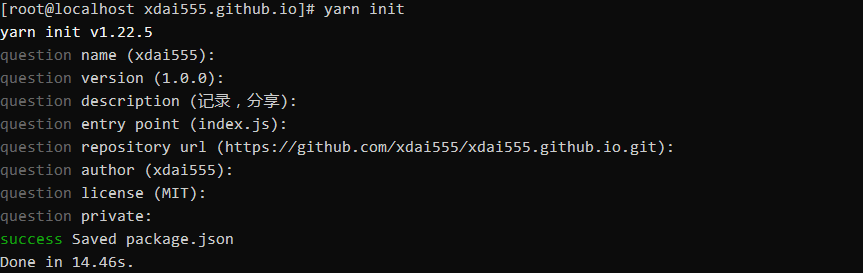 [root@localhost xdai555.github.io]# yarn init
yarn init v1.22.5
question name (xdai555):
question version (1.0.0):
question description (记录，分享):
question entry point (index.js):
question repository url (https://github.com/xdai555/xdai555.github.io.git):
question author (xdai555):
question license (MIT):
question private:
success Saved package.json
Done in 14.46s.